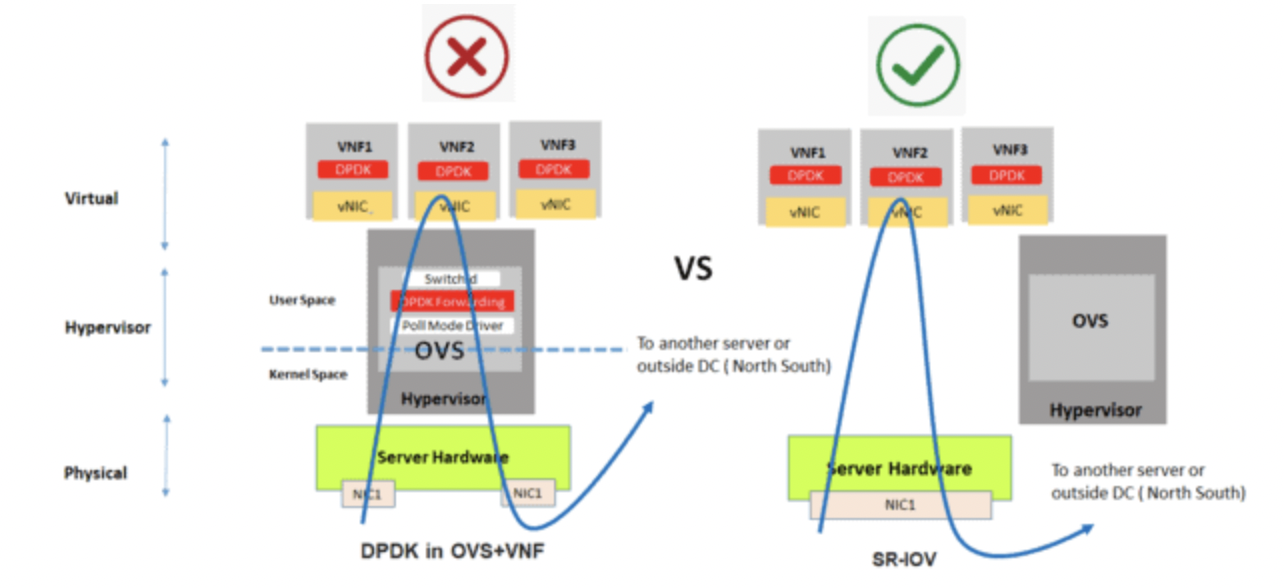 VNF1
VNF2
VNF3
DPDK
DPDK
DPDK
vNIC
vNIC
vNIC
Virtual
Switchd
User Space
DPDK Forwarding
Hypervisor
Poll Mode Driver
OVS
Kernel Space
Hypervisor
To another server or
outside DC ( North South)
Physical
Server Hardware
NIC1
NIC1
DPDK in OVS+VNF
VS
VNF1
VNF2
VNF3
DPDK
DPDK
DPDK
vNIC
vNIC
vNIC
OVS
Hypervisor
Server Hardware
NIC1
To another server or
outside DC ( North South)
SR-IOV